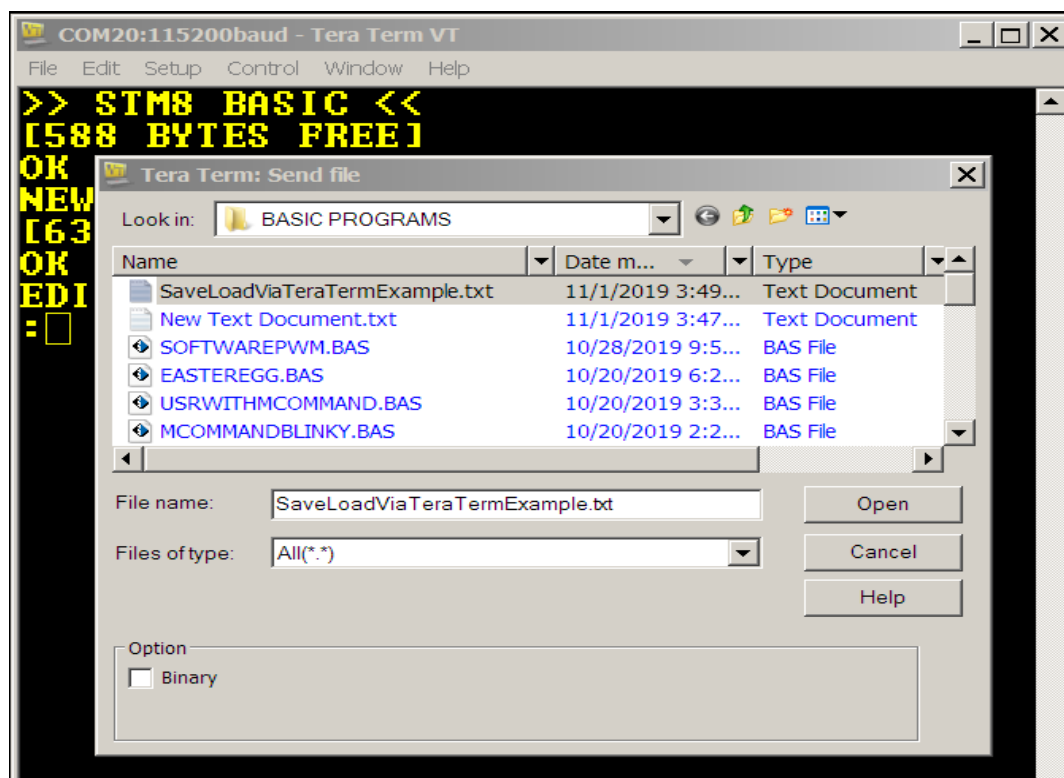 COM20:115200baud - Tera Term VT
File Edit Setup Control Window Help
>> STM8 BASIC <<
[588 BYTES FREE]
OK
NEW
[63
OK
EDI
:
Tera Term: Send file
Look in: BASIC PROGRAMS
Name Date m... Type
SaveLoadViaTeraTermExample.txt 11/1/2019 3:49... Text Document
New Text Document.txt 11/1/2019 3:47... Text Document
SOFTWAREPWM.BAS 10/28/2019 9:5... BAS File
EASTEREGG.BAS 10/20/2019 6:2... BAS File
USRWITHMCOMMAND.BAS 10/20/2019 3:3... BAS File
MCOMMANDBLINKY.BAS 10/20/2019 2:2... BAS File
File name: SaveLoadViaTeraTermExample.txt Open
Files of type: All(*.*) Cancel
Help
Option
Binary